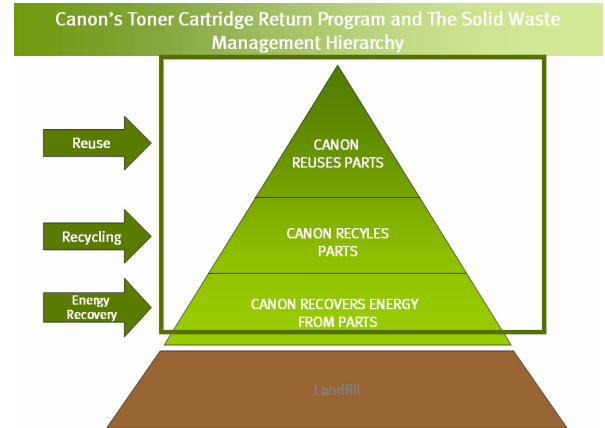 Canon's Toner Cartridge Return Program and The Solid Waste
Management Hierarchy
Reuse
CANON
REUSES PARTS
Recycling
CANON RECYLES
PARTS
Energy
Recovery
CANON RECOVERS ENERGY
FROM PARTS
Landfill